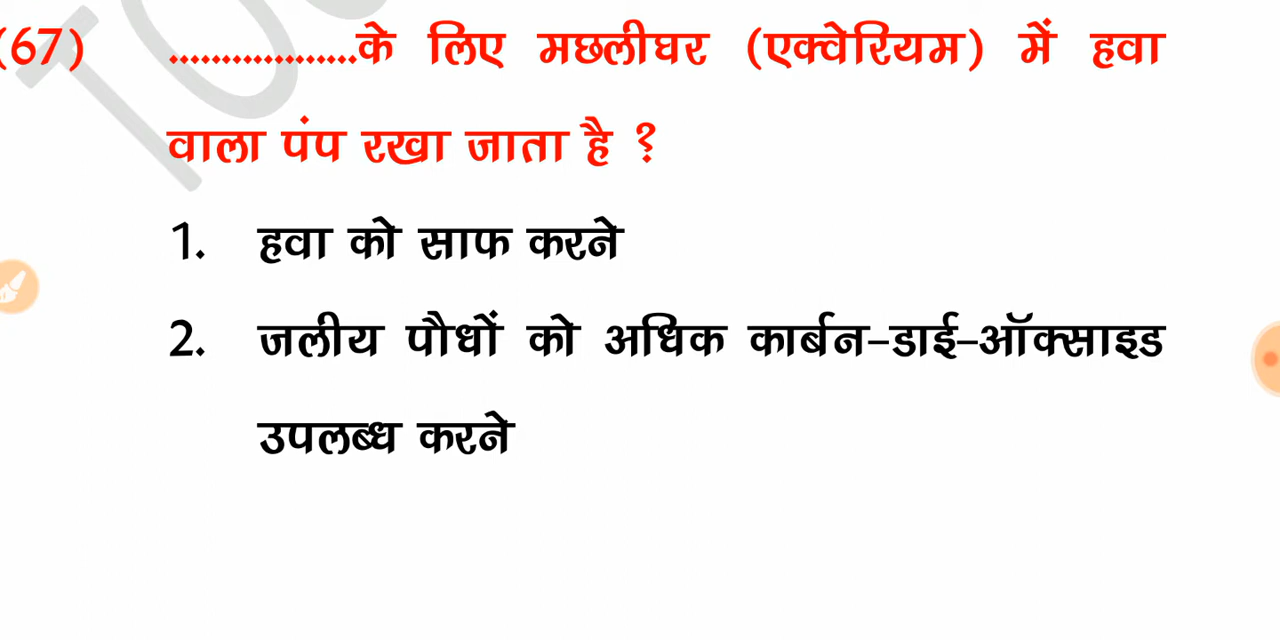 (67) ..................के लिए मछलीघर (एक्वेरियम) में हवा
वाला पंप रखा जाता है ?
1. हवा को साफ करने
2. जलीय पौधों को अधिक कार्बन-डाई-ऑक्साइड
उपलब्ध करने